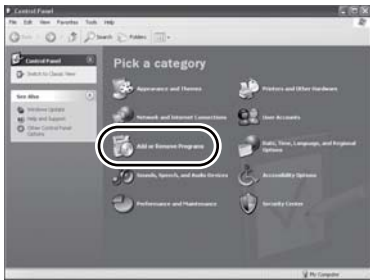 Control Panel
File Edit View Favorites Tools Help
Back Search Folders
Control Panel
Switch to Classic View
See Also
Windows Update
Help and Support
Other Control Panel Options
Pick a category
Appearance and Themes
Printers and Other Hardware
Network and Internet Connections
User Accounts
Add or Remove Programs
Date, Time, Language, and Regional Options
Sounds, Speech, and Audio Devices
Accessibility Options
Performance and Maintenance
Security Center
My Computer